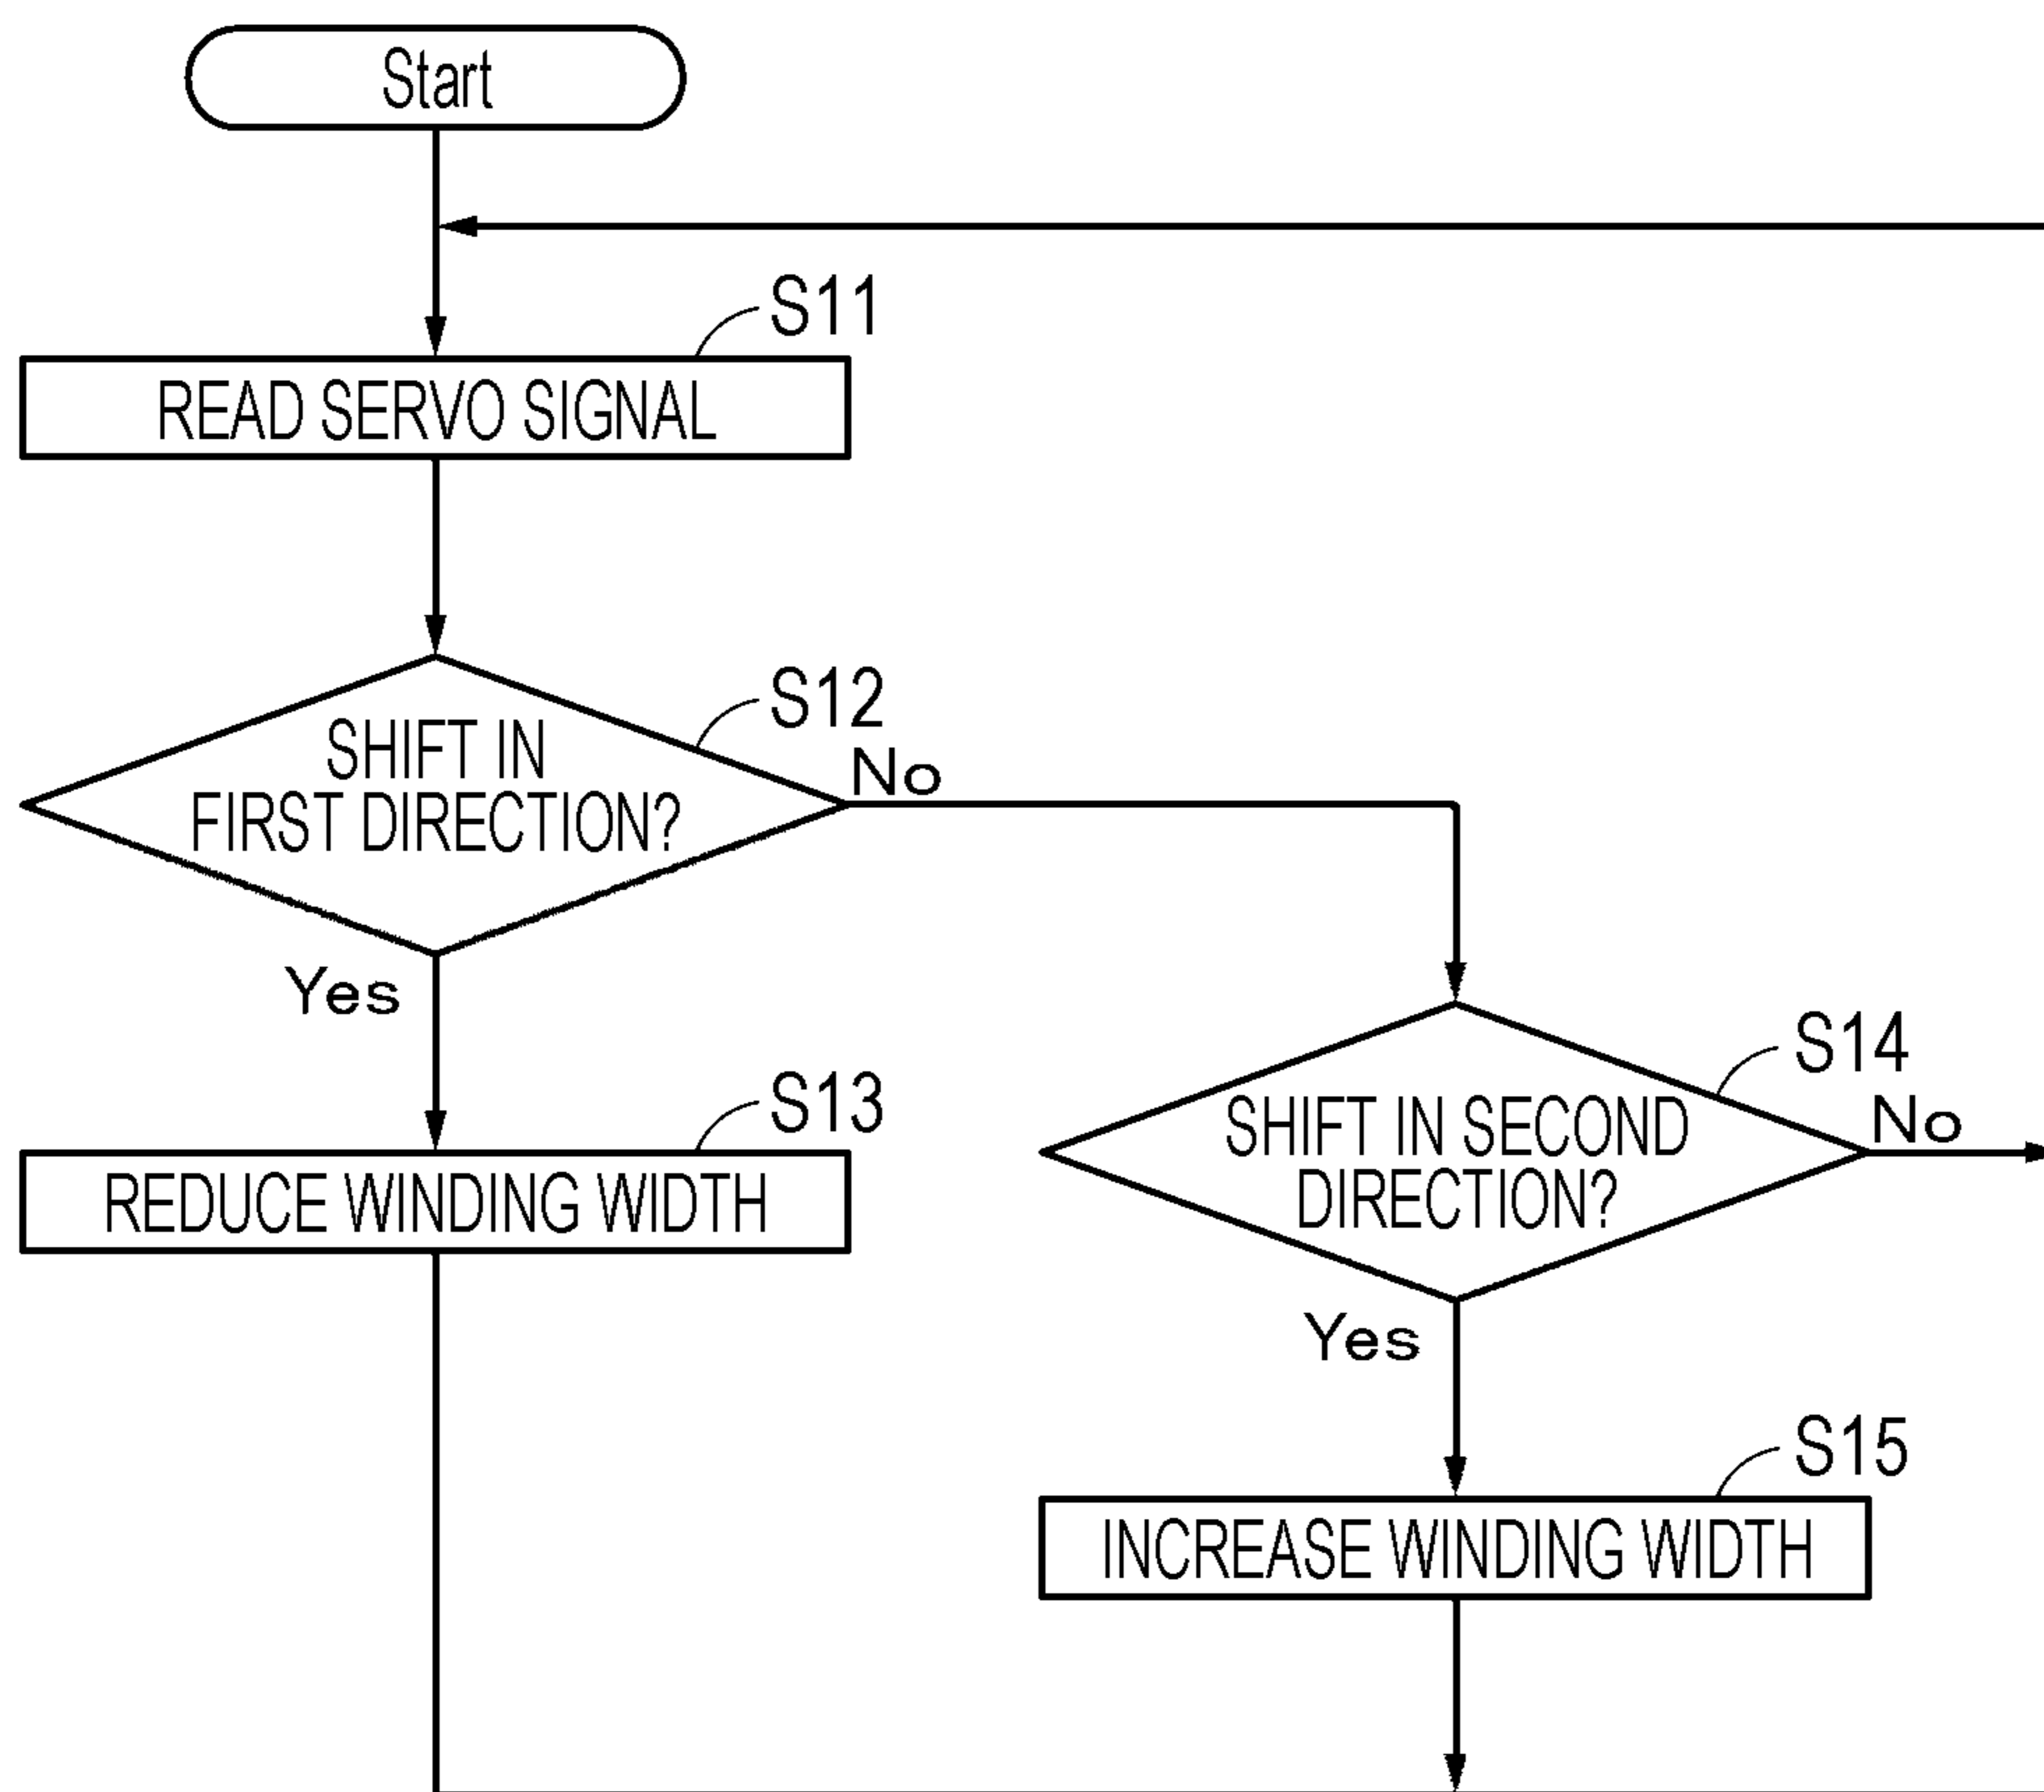 Start
S11
READ SERVO SIGNAL
S12
SHIFT IN
FIRST DIRECTION?
No
Yes
S13
REDUCE WINDING WIDTH
S14
SHIFT IN SECOND
DIRECTION?
No
Yes
S15
INCREASE WINDING WIDTH